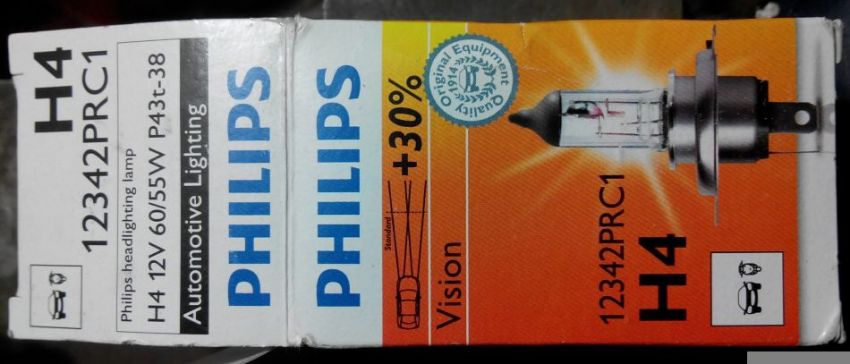 H4
12342PRC1
Philips headlighting lamp
H4 12V 60/55W P43t-38
Automotive Lighting
PHILIPS
PHILIPS
+30%
Standard
Vision
Original Equipment
Quality
1914
12342PRC1
H4